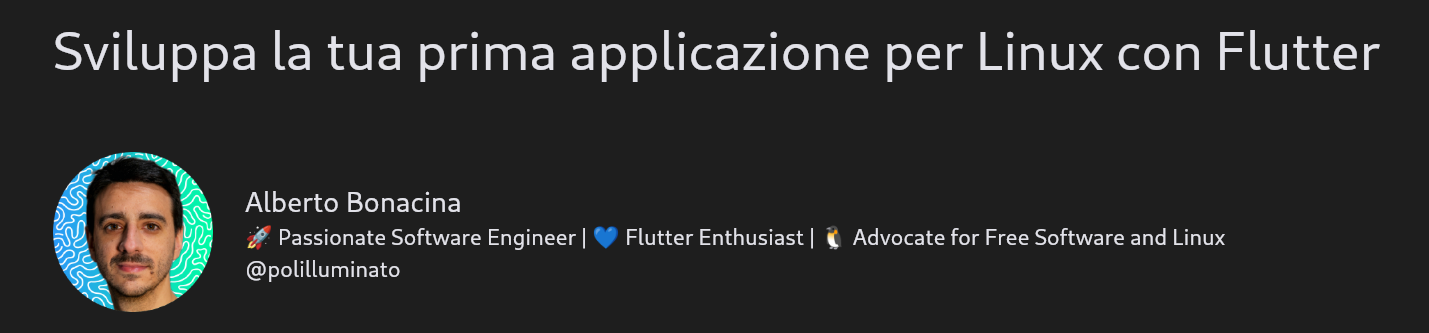 Sviluppa la tua prima applicazione per Linux con Flutter
Alberto Bonacina
🚀 Passionate Software Engineer | 💙 Flutter Enthusiast | 🐧 Advocate for Free Software and Linux
@polilluminato